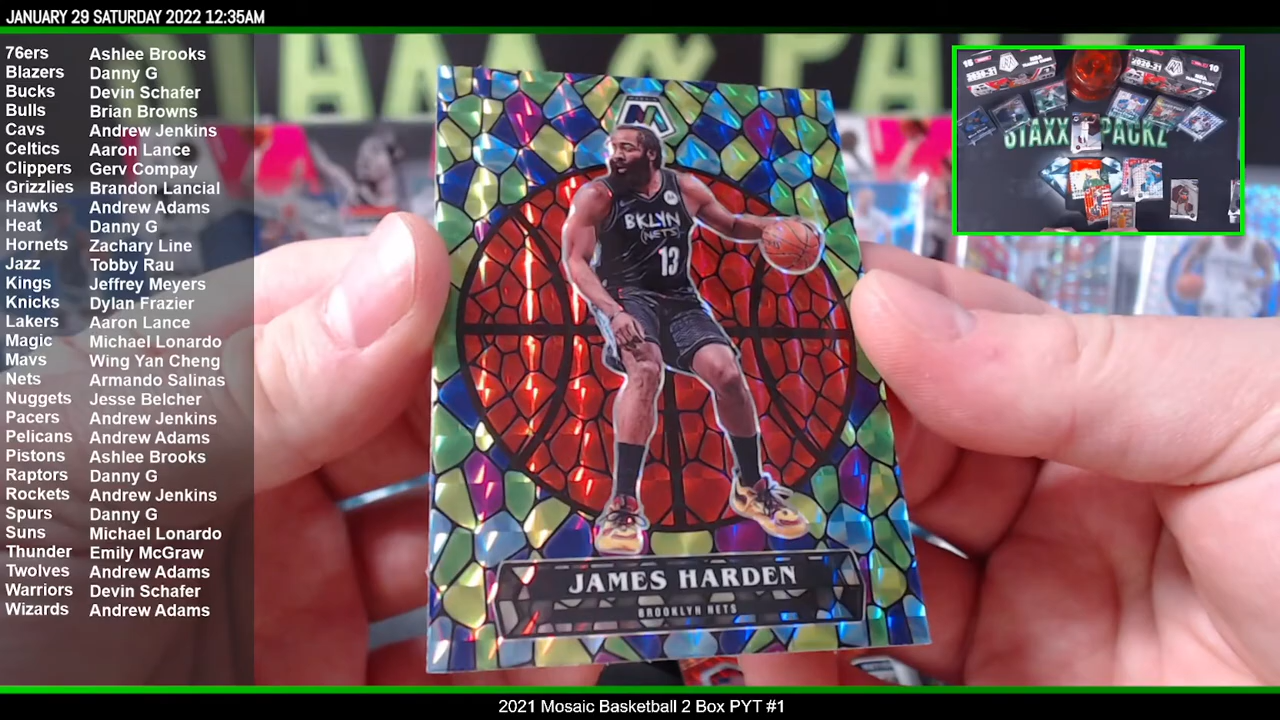 JANUARY 29 SATURDAY 2022 12:35AM
76ers Ashlee Brooks
Blazers Danny G
Bucks Devin Schafer
Bulls Brian Browns
Cavs Andrew Jenkins
Celtics Aaron Lance
Clippers Gerv Compay
Grizzlies Brandon Lancial
Hawks Andrew Adams
Heat Danny G
Hornets Zachary Line
Jazz Tobby Rau
Kings Jeffrey Meyers
Knicks Dylan Frazier
Lakers Aaron Lance
Magic Michael Lonardo
Mavs Wing Yan Cheng
Nets Armando Salinas
Nuggets Jesse Belcher
Pacers Andrew Jenkins
Pelicans Andrew Adams
Pistons Ashlee Brooks
Raptors Danny G
Rockets Andrew Jenkins
Spurs Danny G
Suns Michael Lonardo
Thunder Emily McGraw
Twolves Andrew Adams
Warriors Devin Schafer
Wizards Andrew Adams
BKLYN
(NETS)
13
JAMES HARDEN
BROOKLYN NETS
STAXX PACKZ
2021 Mosaic Basketball 2 Box PYT #1